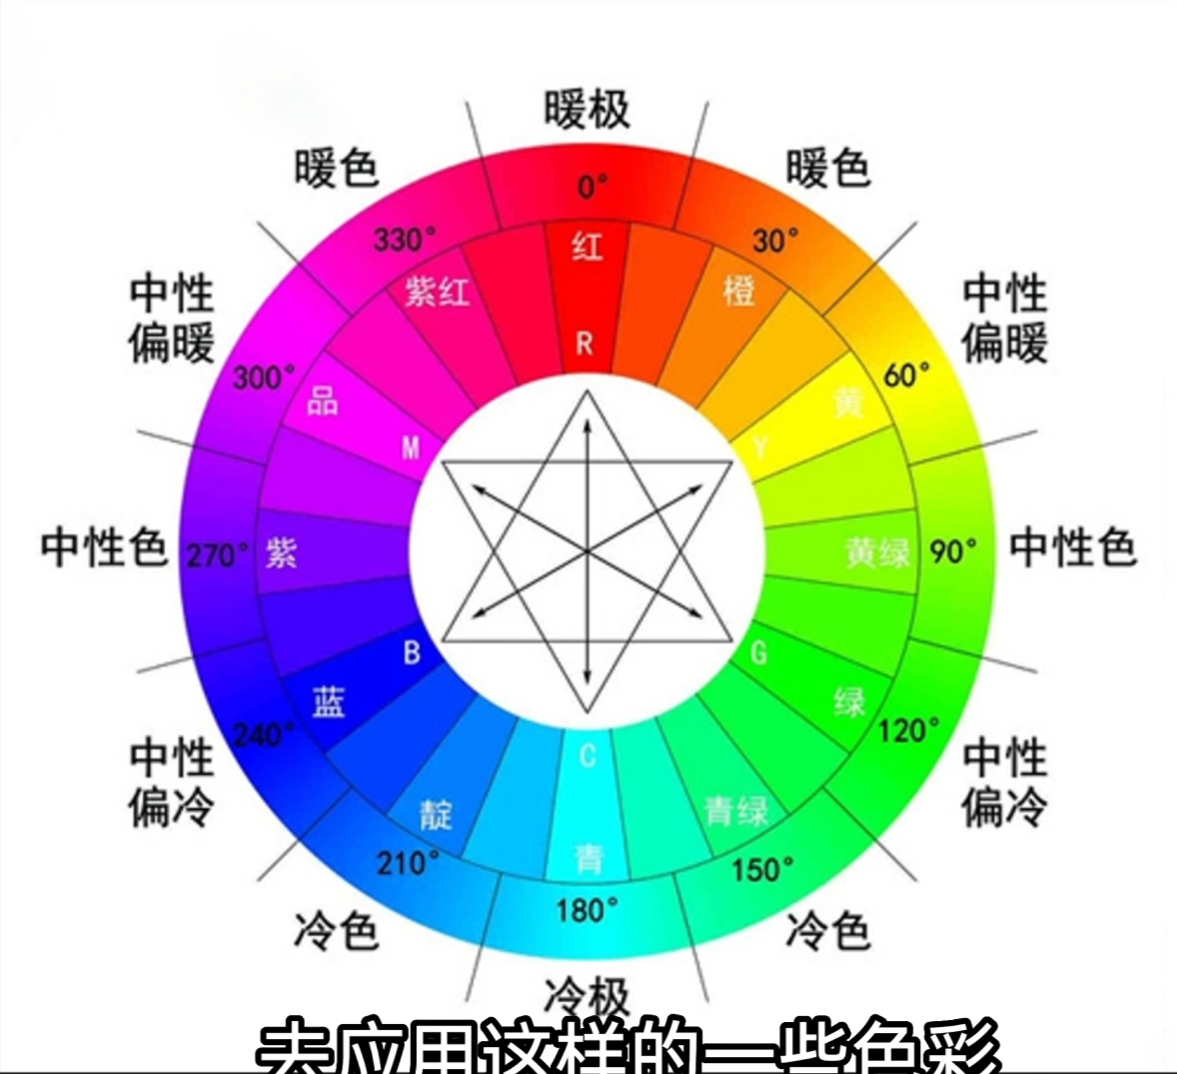 暖极
暖色
暖色
0°
330°
30°
红
紫红
橙
中性
偏暖
中性
偏暖
R
300°
60°
品
黄
M
Y
中性色
270°
紫
黄绿
90°
中性色
B
G
蓝
绿
240°
120°
中性
偏冷
中性
偏冷
C
靛
青绿
青
210°
150°
180°
冷色
冷色
冷极
去应用这样的一些色彩